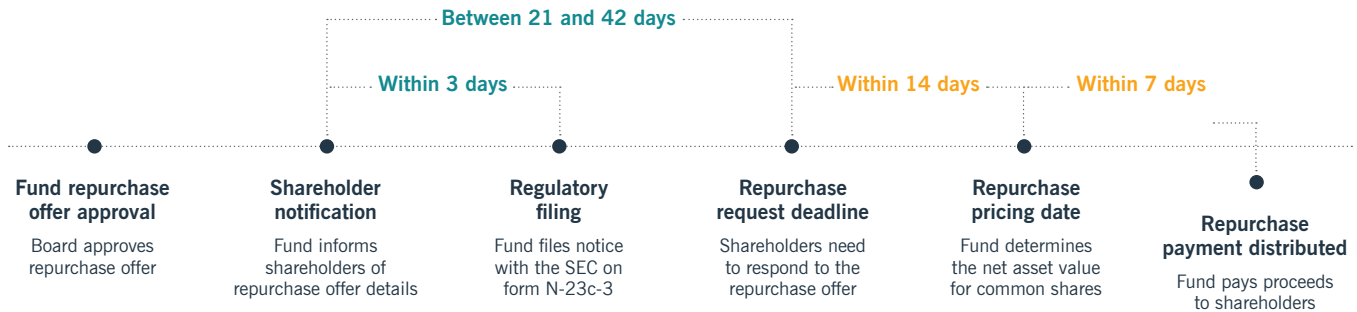 Between 21 and 42 days
Within 3 days
Within 14 days
Within 7 days
Fund repurchase
offer approval
Board approves
repurchase offer
Shareholder
notification
Fund informs
shareholders of
repurchase offer details
Regulatory
filing
Fund files notice
with the SEC on
form N-23c-3
Repurchase
request deadline
Shareholders need
to respond to the
repurchase offer
Repurchase
pricing date
Fund determines
the net asset value
for common shares
Repurchase
payment distributed
Fund pays proceeds
to shareholders